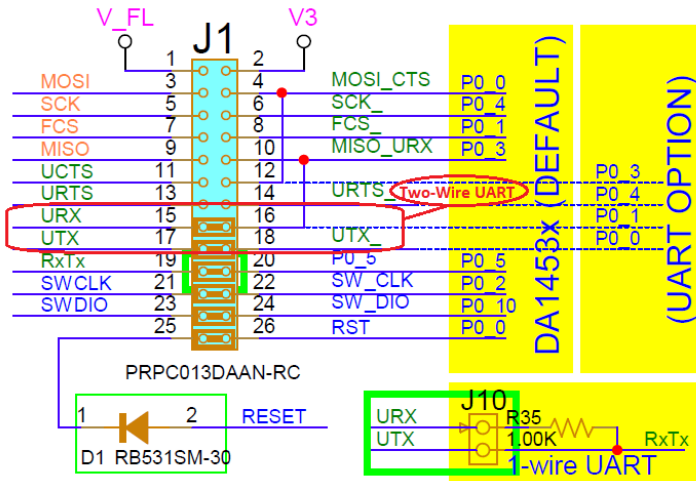 V_FL J1 V3
1 2
MOSI 3 4 MOSI_CTS P0_0
SCK 5 6 SCK_ P0_4
FCS 7 8 FCS_ P0_1
MISO 9 10 MISO_URX P0_3
UCTS 11 12 P0_3
URTS 13 14 URTS_ Two-Wire UART P0_4
URX 15 16 P0_1
UTX 17 18 UTX_ P0_0
RxTx 19 20 P0_5 P0_5
SWCLK 21 22 SW_CLK P0_2
SWDIO 23 24 SW_DIO P0_10
25 26 RST P0_0
DA1453x (DEFAULT)
(UART OPTION)
PRPC013DAAN-RC
1 2 RESET
D1 RB531SM-30
J10
URX R35
UTX 1.00K RxTx
1-wire UART